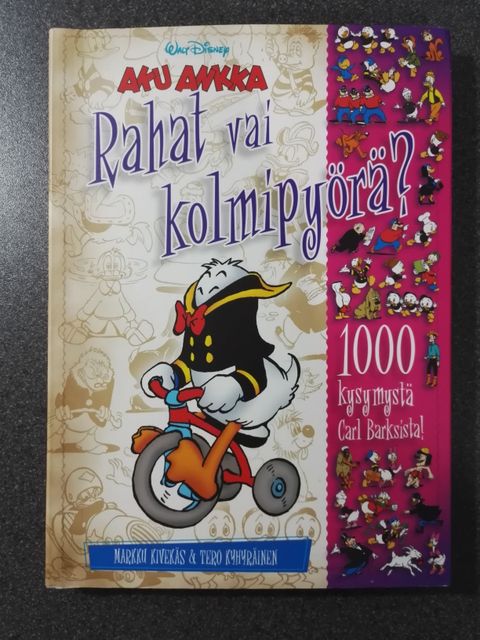 Walt Disney
AKU ANKKA
Rahat vai
kolmipyörä?
1000
kysymystä
Carl Barksista!
MARKKU KIVEKÄS & TERO KYHYRÄINEN